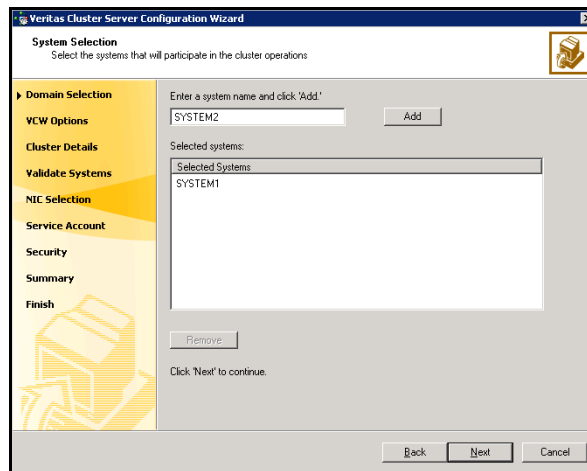 Veritas Cluster Server Configuration Wizard
System Selection
Select the systems that will participate in the cluster operations
Domain Selection
VCW Options
Cluster Details
Validate Systems
NIC Selection
Service Account
Security
Summary
Finish
Enter a system name and click 'Add.'
SYSTEM2
Add
Selected systems:
Selected Systems
SYSTEM1
Remove
Click 'Next' to continue.
Back
Next
Cancel